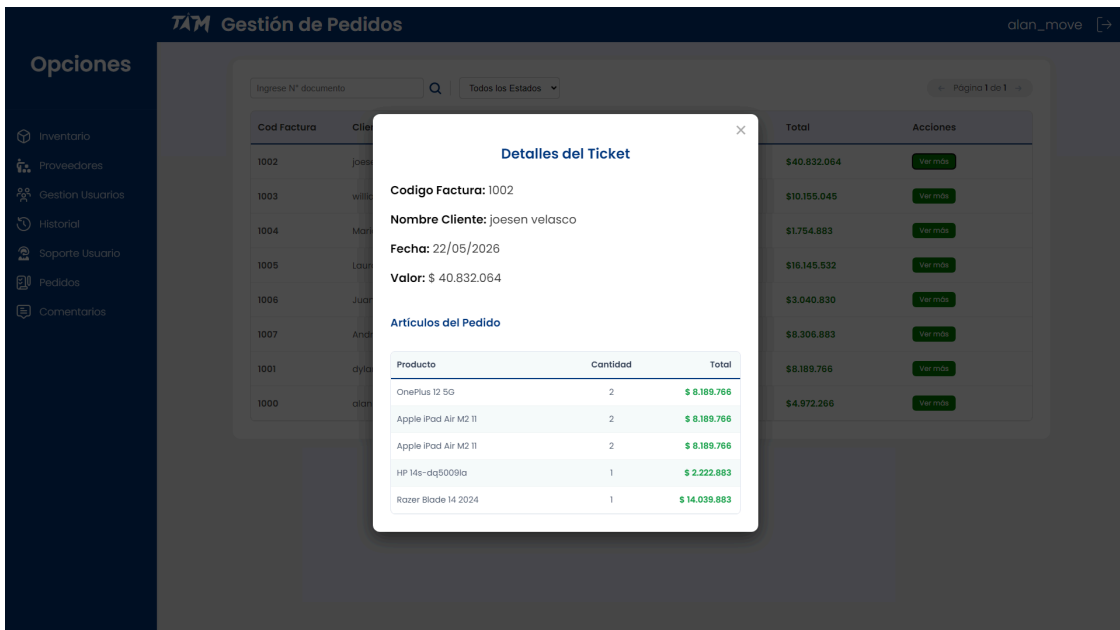 TAM Gestión de Pedidos
alan_move
Opciones
Inventario
Proveedores
Gestion Usuarios
Historial
Soporte Usuario
Pedidos
Comentarios
Ingrese N° documento
Todos los Estados
← Página 1 de 1 →
Cod Factura Total Acciones
1002 $40.832.064 Ver más
1003 $10.155.045 Ver más
1004 $1.754.883 Ver más
1005 $16.145.532 Ver más
1006 $3.040.830 Ver más
1007 $8.306.883 Ver más
1001 $8.189.766 Ver más
1000 $4.972.266 Ver más
×
Detalles del Ticket
Codigo Factura: 1002
Nombre Cliente: joesen velasco
Fecha: 22/05/2026
Valor: $ 40.832.064
Artículos del Pedido
Producto Cantidad Total
OnePlus 12 5G 2 $ 8.189.766
Apple iPad Air M2 11 2 $ 8.189.766
Apple iPad Air M2 11 2 $ 8.189.766
HP 14s-dq5009la 1 $ 2.222.883
Razer Blade 14 2024 1 $ 14.039.883